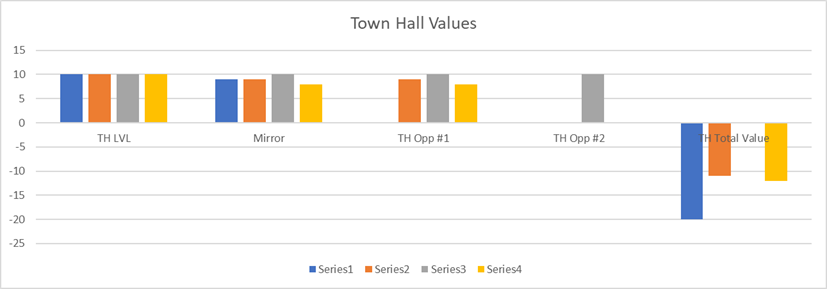 Town Hall Values
15
10
5
0
-5
-10
-15
-20
-25
TH LVL
Mirror
TH Opp #1
TH Opp #2
TH Total Value
Series1 Series2 Series3 Series4